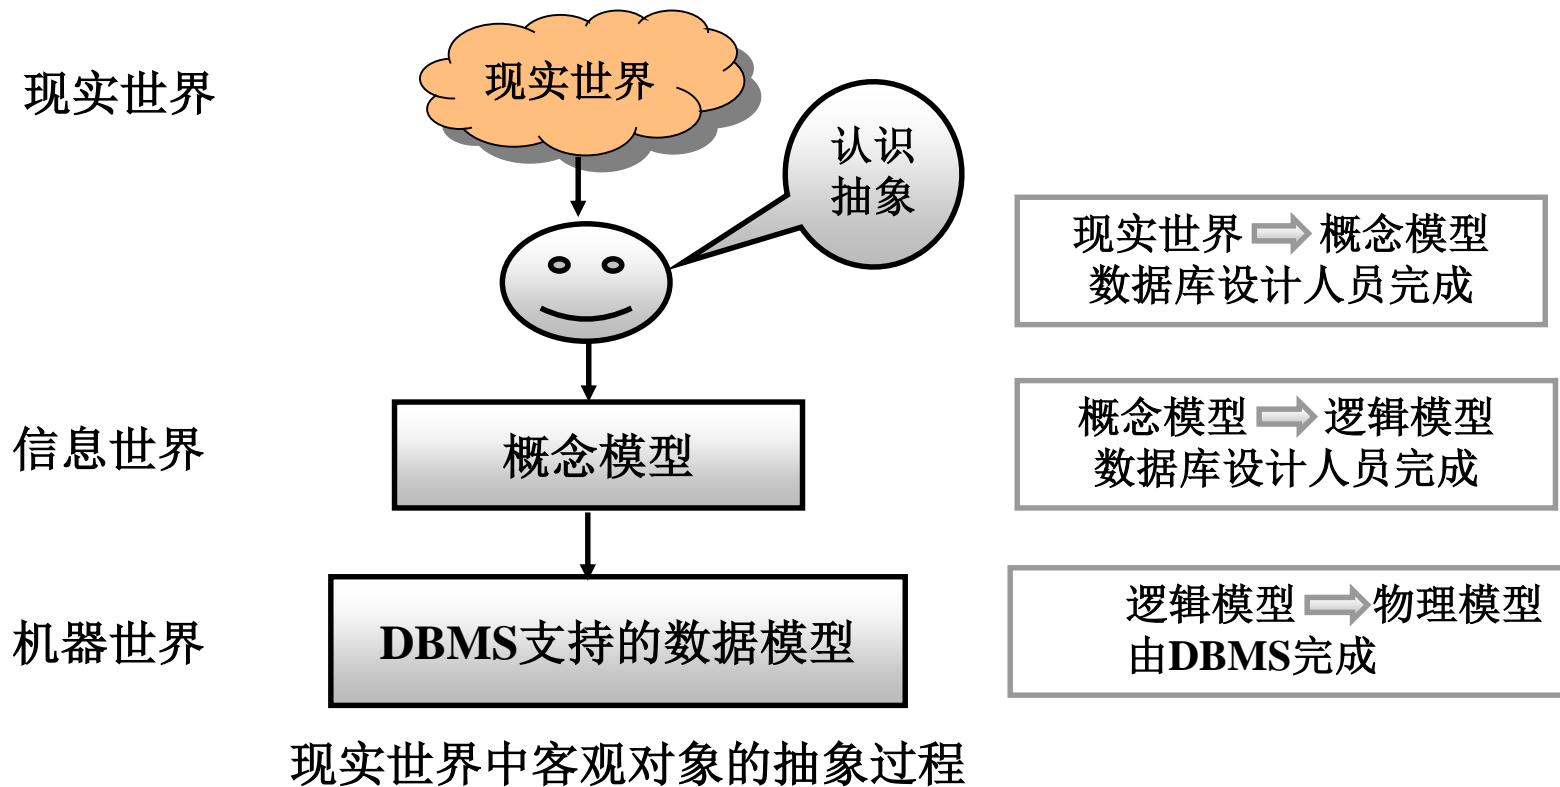 现实世界
现实世界
认识
抽象
现实世界 概念模型
数据库设计人员完成
信息世界
概念模型
概念模型 逻辑模型
数据库设计人员完成
机器世界
DBMS支持的数据模型
逻辑模型 物理模型
由DBMS完成
现实世界中客观对象的抽象过程